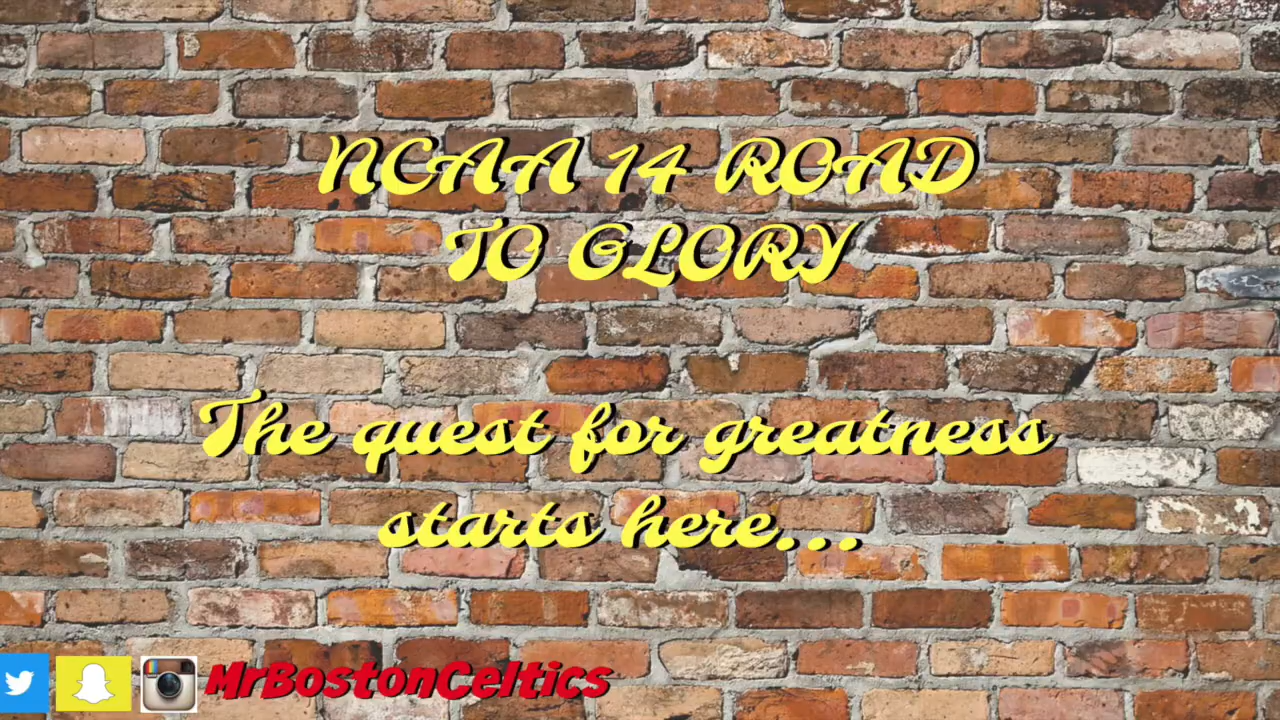 NCAA 14 ROAD
TO GLORY
The quest for greatness
starts here...
MrBostonCeltics